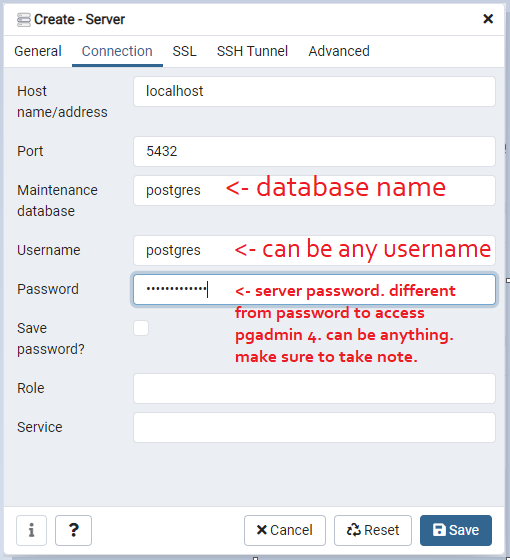 Create - Server
General Connection SSL SSH Tunnel Advanced
Host name/address
localhost
Port
5432
Maintenance database
postgres <- database name
Username
postgres <- can be any username
Password
•••••••••••••
<- server password. different
from password to access
pgadmin 4. can be anything.
make sure to take note.
Save password?
Role
Service
i ? Cancel Reset Save